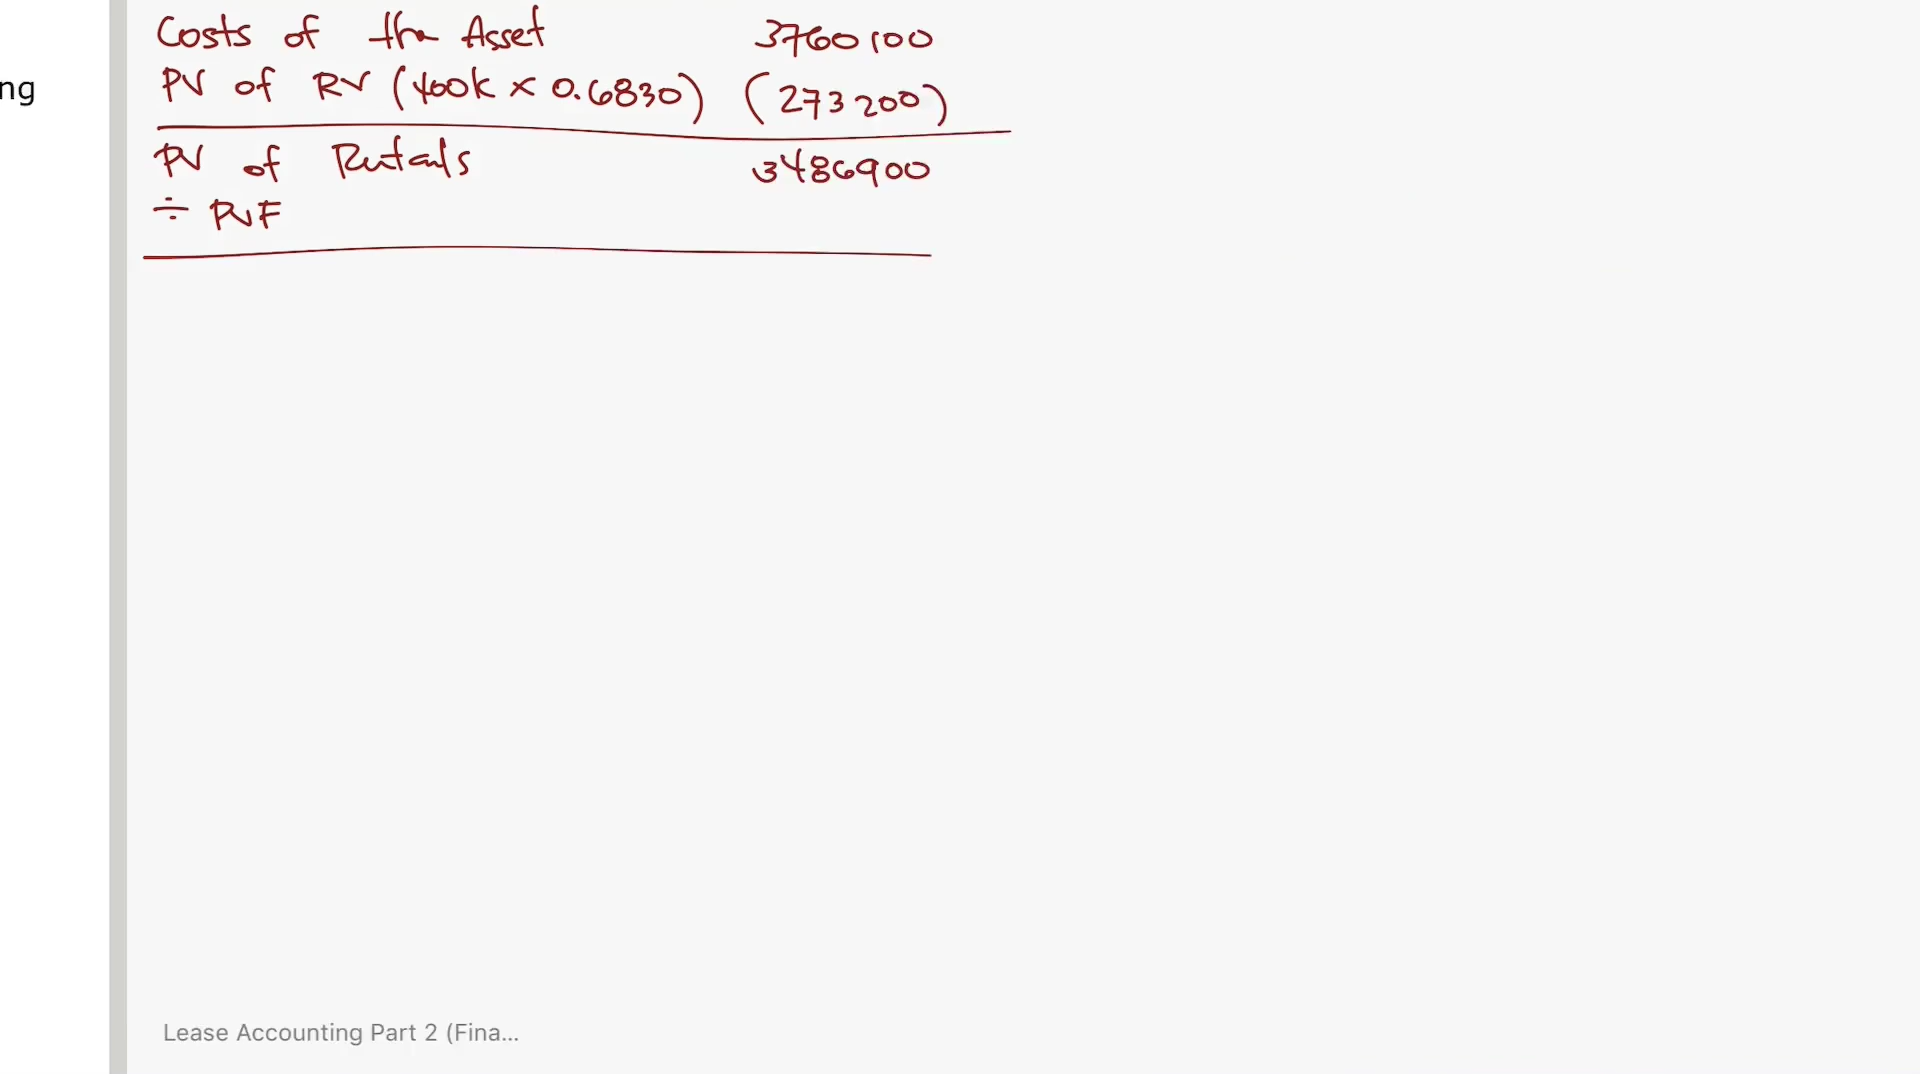 ng
Costs of the Asset 3760100
PV of RV (400k × 0.6830) (273200)
PV of Rentals 3486900
÷ PVF
Lease Accounting Part 2 (Fina...